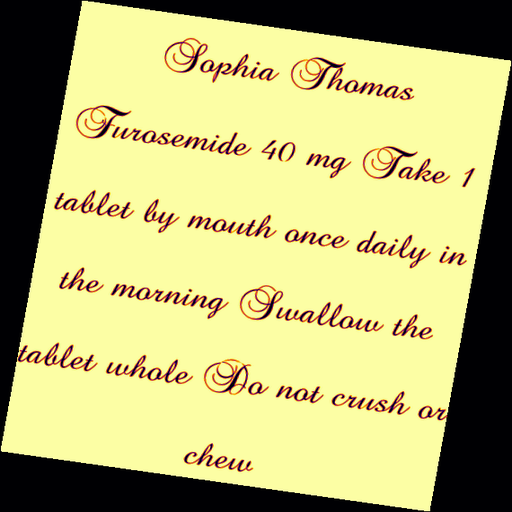 Sophia Thomas
Furosemide 40 mg Take 1
tablet by mouth once daily in
the morning Swallow the
tablet whole Do not crush or
chew